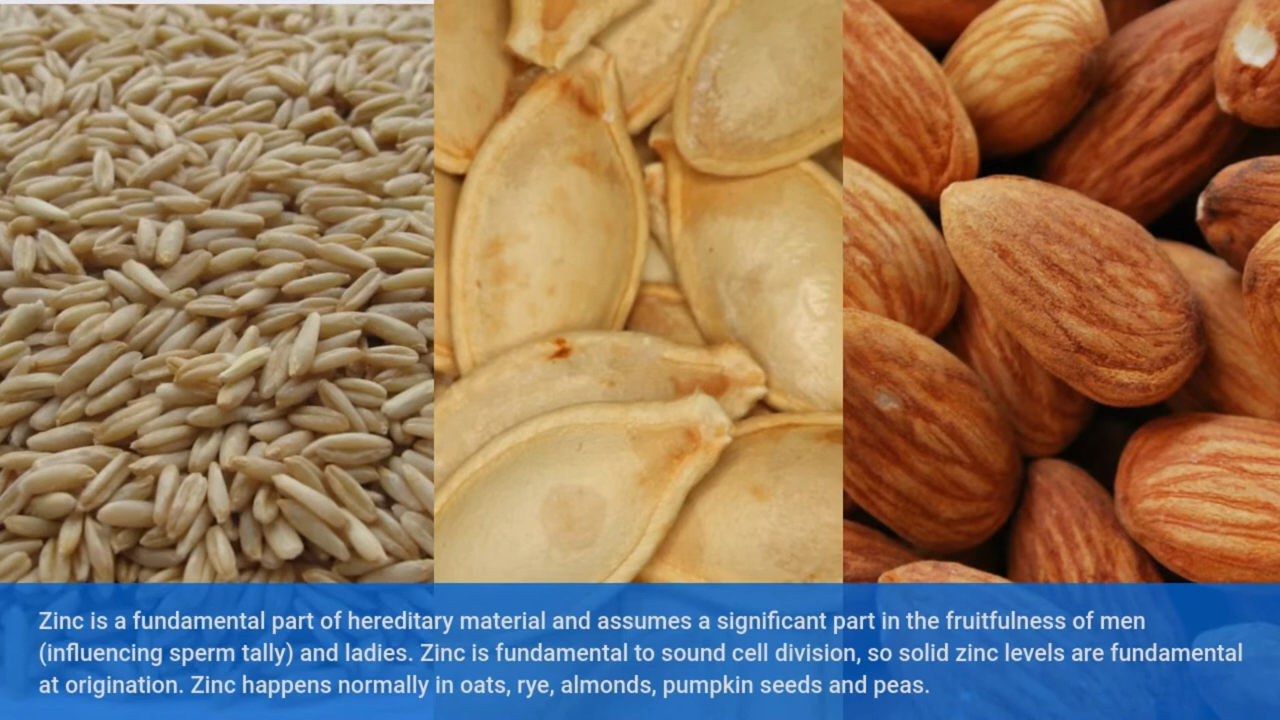 Zinc is a fundamental part of hereditary material and assumes a significant part in the fruitfulness of men
(influencing sperm tally) and ladies. Zinc is fundamental to sound cell division, so solid zinc levels are fundamental
at origination. Zinc happens normally in oats, rye, almonds, pumpkin seeds and peas.